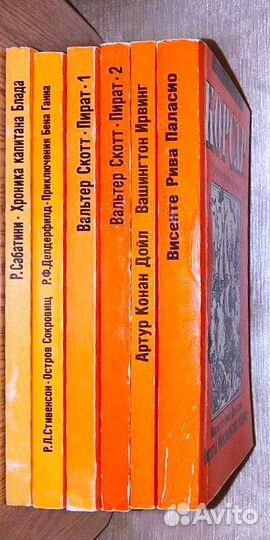 Р.Сабатини · Хроника капитана Блада
Р.Л.Стивенсон · Остров Сокровищ Р.Ф.Делдерфилд · Приключения Бена Ганна
Вальтер Скотт · Пират · 1
Вальтер Скотт · Пират · 2
Артур Конан Дойл Вашингтон Ирвинг
Висенте Рива Паласио
Avito